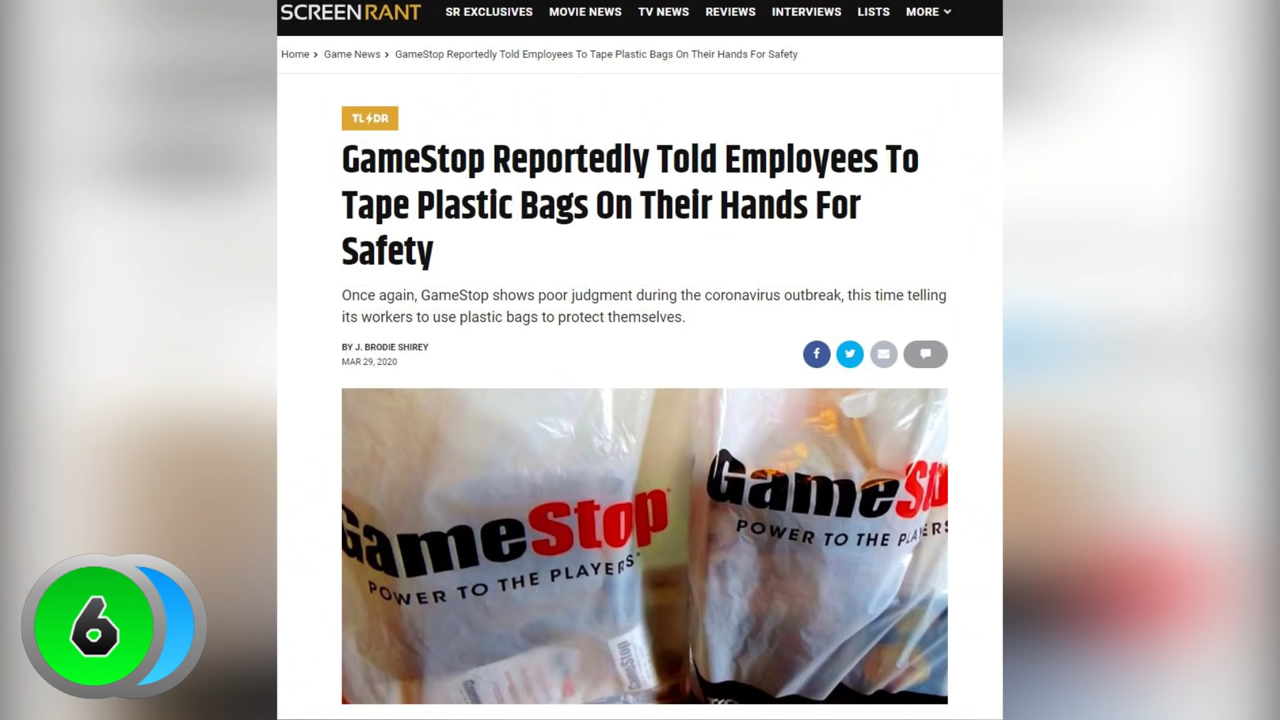 SCREENRANT SR EXCLUSIVES MOVIE NEWS TV NEWS REVIEWS INTERVIEWS LISTS MORE
Home > Game News > GameStop Reportedly Told Employees To Tape Plastic Bags On Their Hands For Safety
TL DR
GameStop Reportedly Told Employees To
Tape Plastic Bags On Their Hands For
Safety
Once again, GameStop shows poor judgment during the coronavirus outbreak, this time telling
its workers to use plastic bags to protect themselves.
BY J. BRODIE SHIREY
MAR 29, 2020
GameStop
POWER TO THE PLAYERS
GameSto
POWER TO THE PLAYERS
GameStop
6